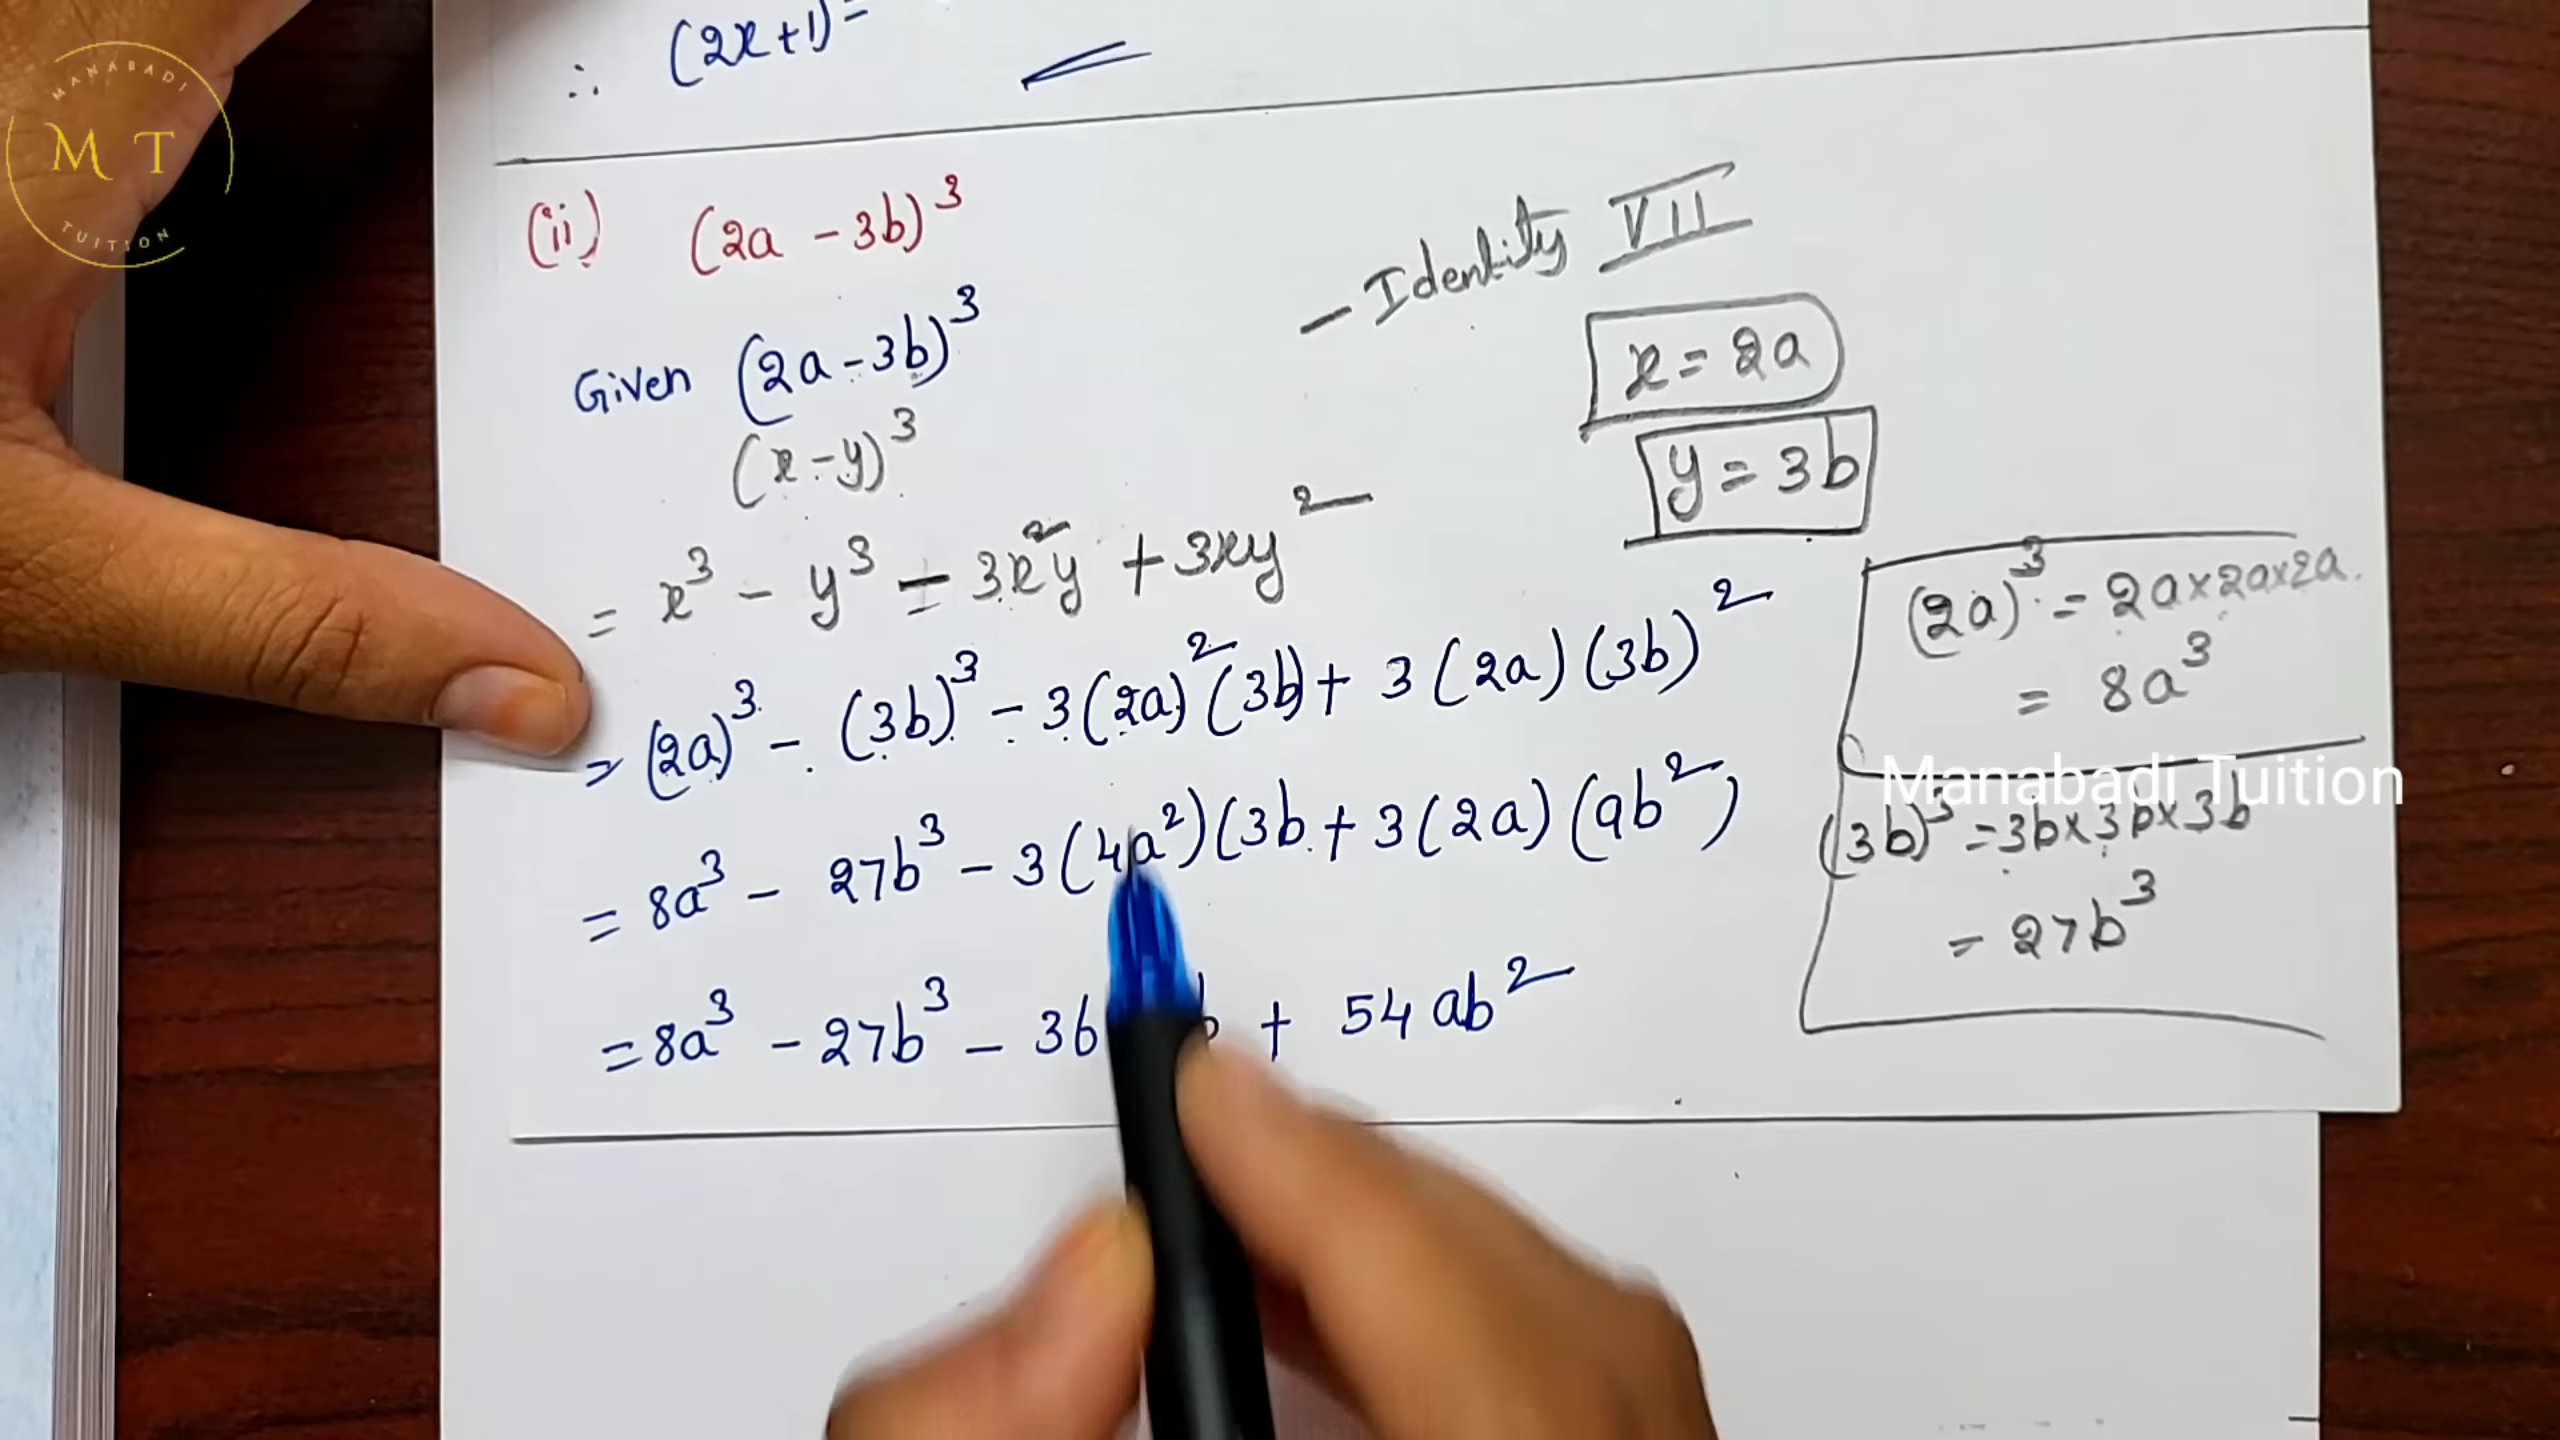 MANABADI
M T
TUITION
∴ (2x+1)=
(ii) (2a - 3b)³
- Identity VII
Given (2a-3b)³
x = 2a
(x-y)³
y = 3b
= x³ - y³ - 3x²y + 3xy²
(2a)³ = 2a×2a×2a.
= 8a³
= (2a)³ - (3b)³ - 3(2a)²(3b)+ 3(2a)(3b)²
Manabadi Tuition
(3b)³ =3b×3b×3b
= 27b³
= 8a³ - 27b³ - 3(4a²)(3b + 3(2a)(9b²)
=8a³ - 27b³ - 36 b + 54ab²